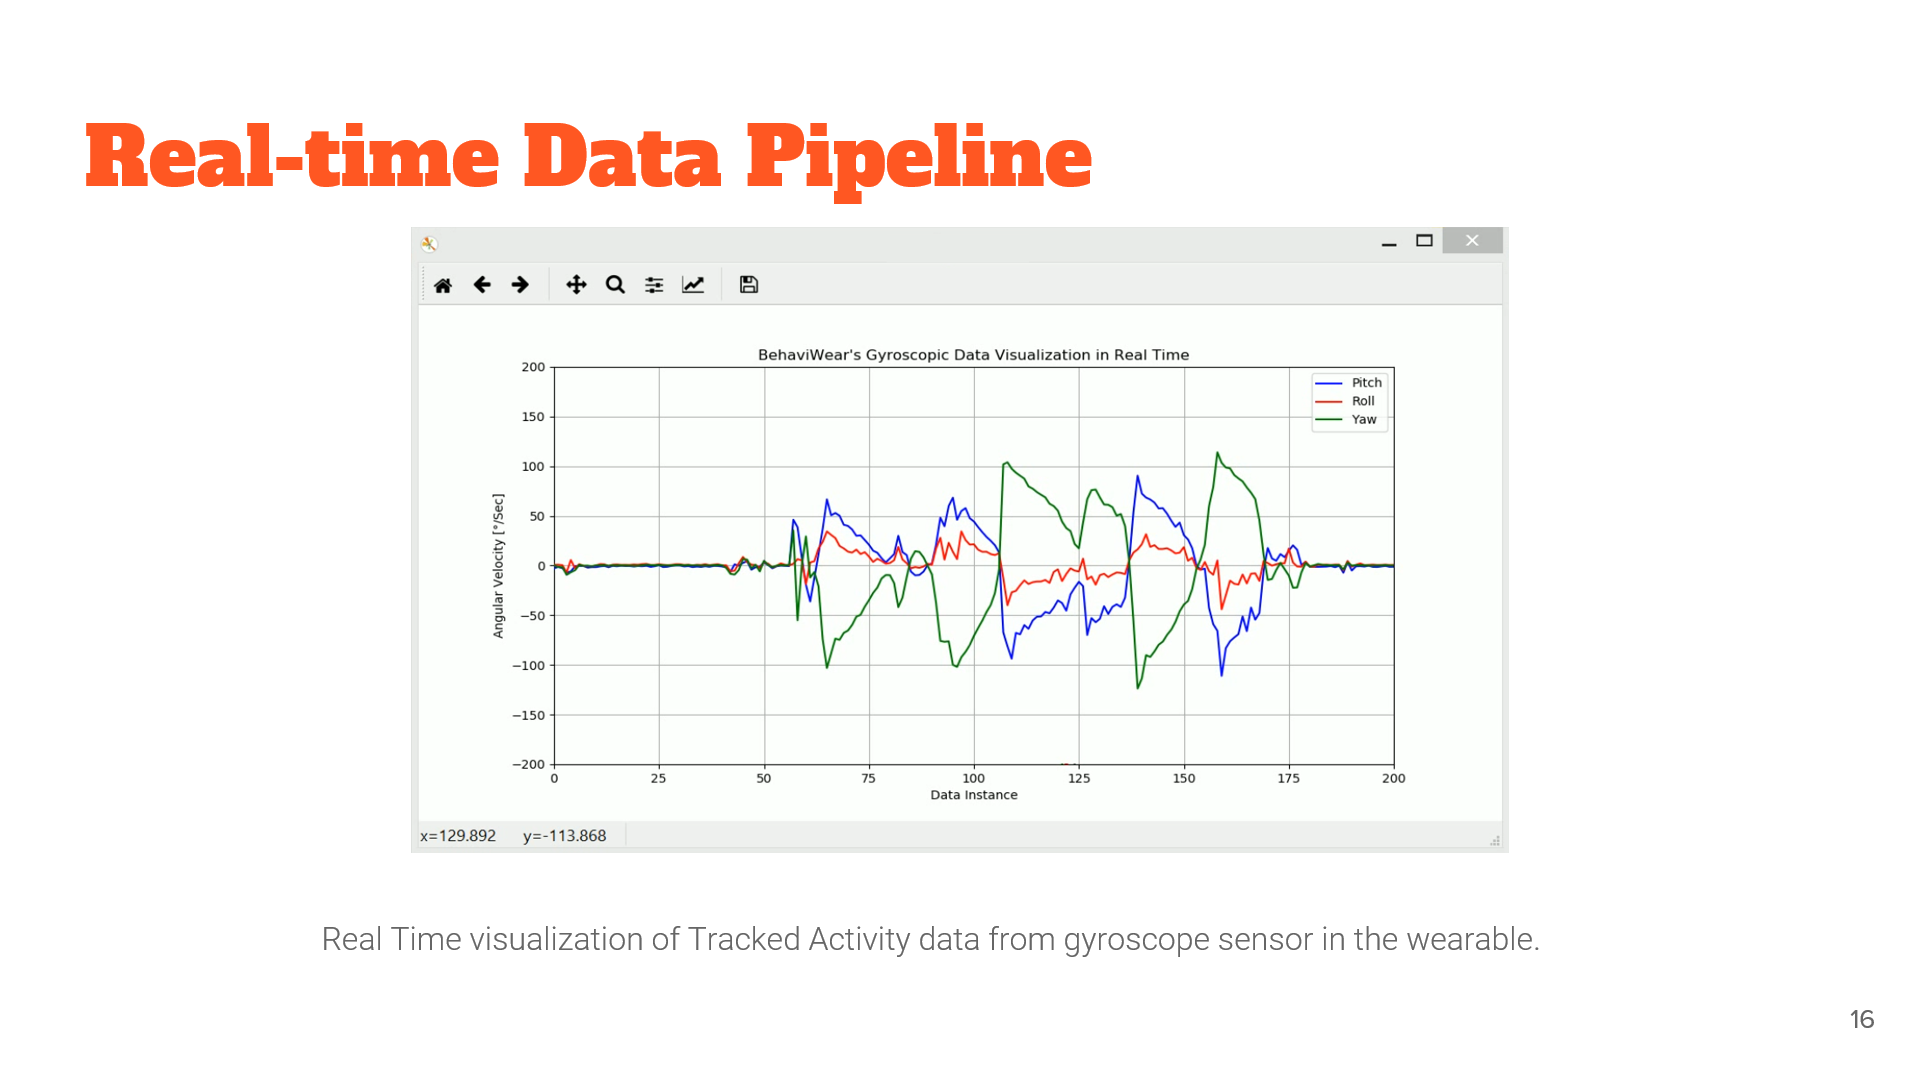 Real-time Data Pipeline
BehaviWear's Gyroscopic Data Visualization in Real Time
Pitch
Roll
Yaw
200
150
100
50
0
−50
−100
−150
−200
Angular Velocity [°/Sec]
0 25 50 75 100 125 150 175 200
Data Instance
x=129.892 y=-113.868
Real Time visualization of Tracked Activity data from gyroscope sensor in the wearable.
16